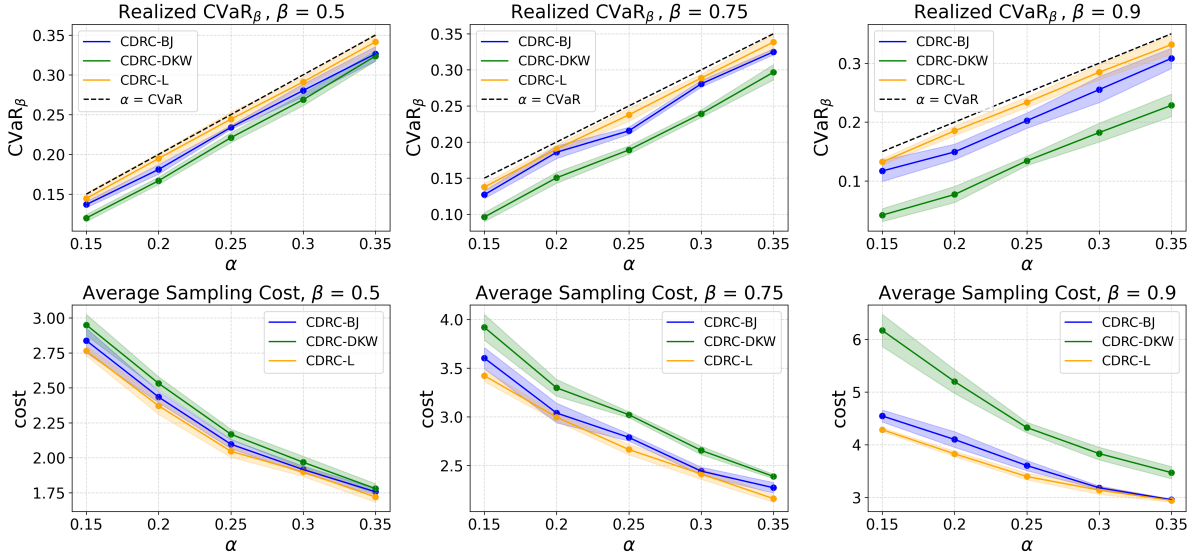 Realized CVaRβ, β = 0.5
CVaRβ
0.35
0.30
0.25
0.20
0.15
CDRC-BJ
CDRC-DKW
CDRC-L
α = CVaR
0.15 0.2 0.25 0.3 0.35
α
Realized CVaRβ, β = 0.75
CVaRβ
0.35
0.30
0.25
0.20
0.15
0.10
CDRC-BJ
CDRC-DKW
CDRC-L
α = CVaR
0.15 0.2 0.25 0.3 0.35
α
Realized CVaRβ, β = 0.9
CVaRβ
0.3
0.2
0.1
CDRC-BJ
CDRC-DKW
CDRC-L
α = CVaR
0.15 0.2 0.25 0.3 0.35
α
Average Sampling Cost, β = 0.5
cost
3.00
2.75
2.50
2.25
2.00
1.75
CDRC-BJ
CDRC-DKW
CDRC-L
0.15 0.2 0.25 0.3 0.35
α
Average Sampling Cost, β = 0.75
cost
4.0
3.5
3.0
2.5
CDRC-BJ
CDRC-DKW
CDRC-L
0.15 0.2 0.25 0.3 0.35
α
Average Sampling Cost, β = 0.9
cost
6
5
4
3
CDRC-BJ
CDRC-DKW
CDRC-L
0.15 0.2 0.25 0.3 0.35
α